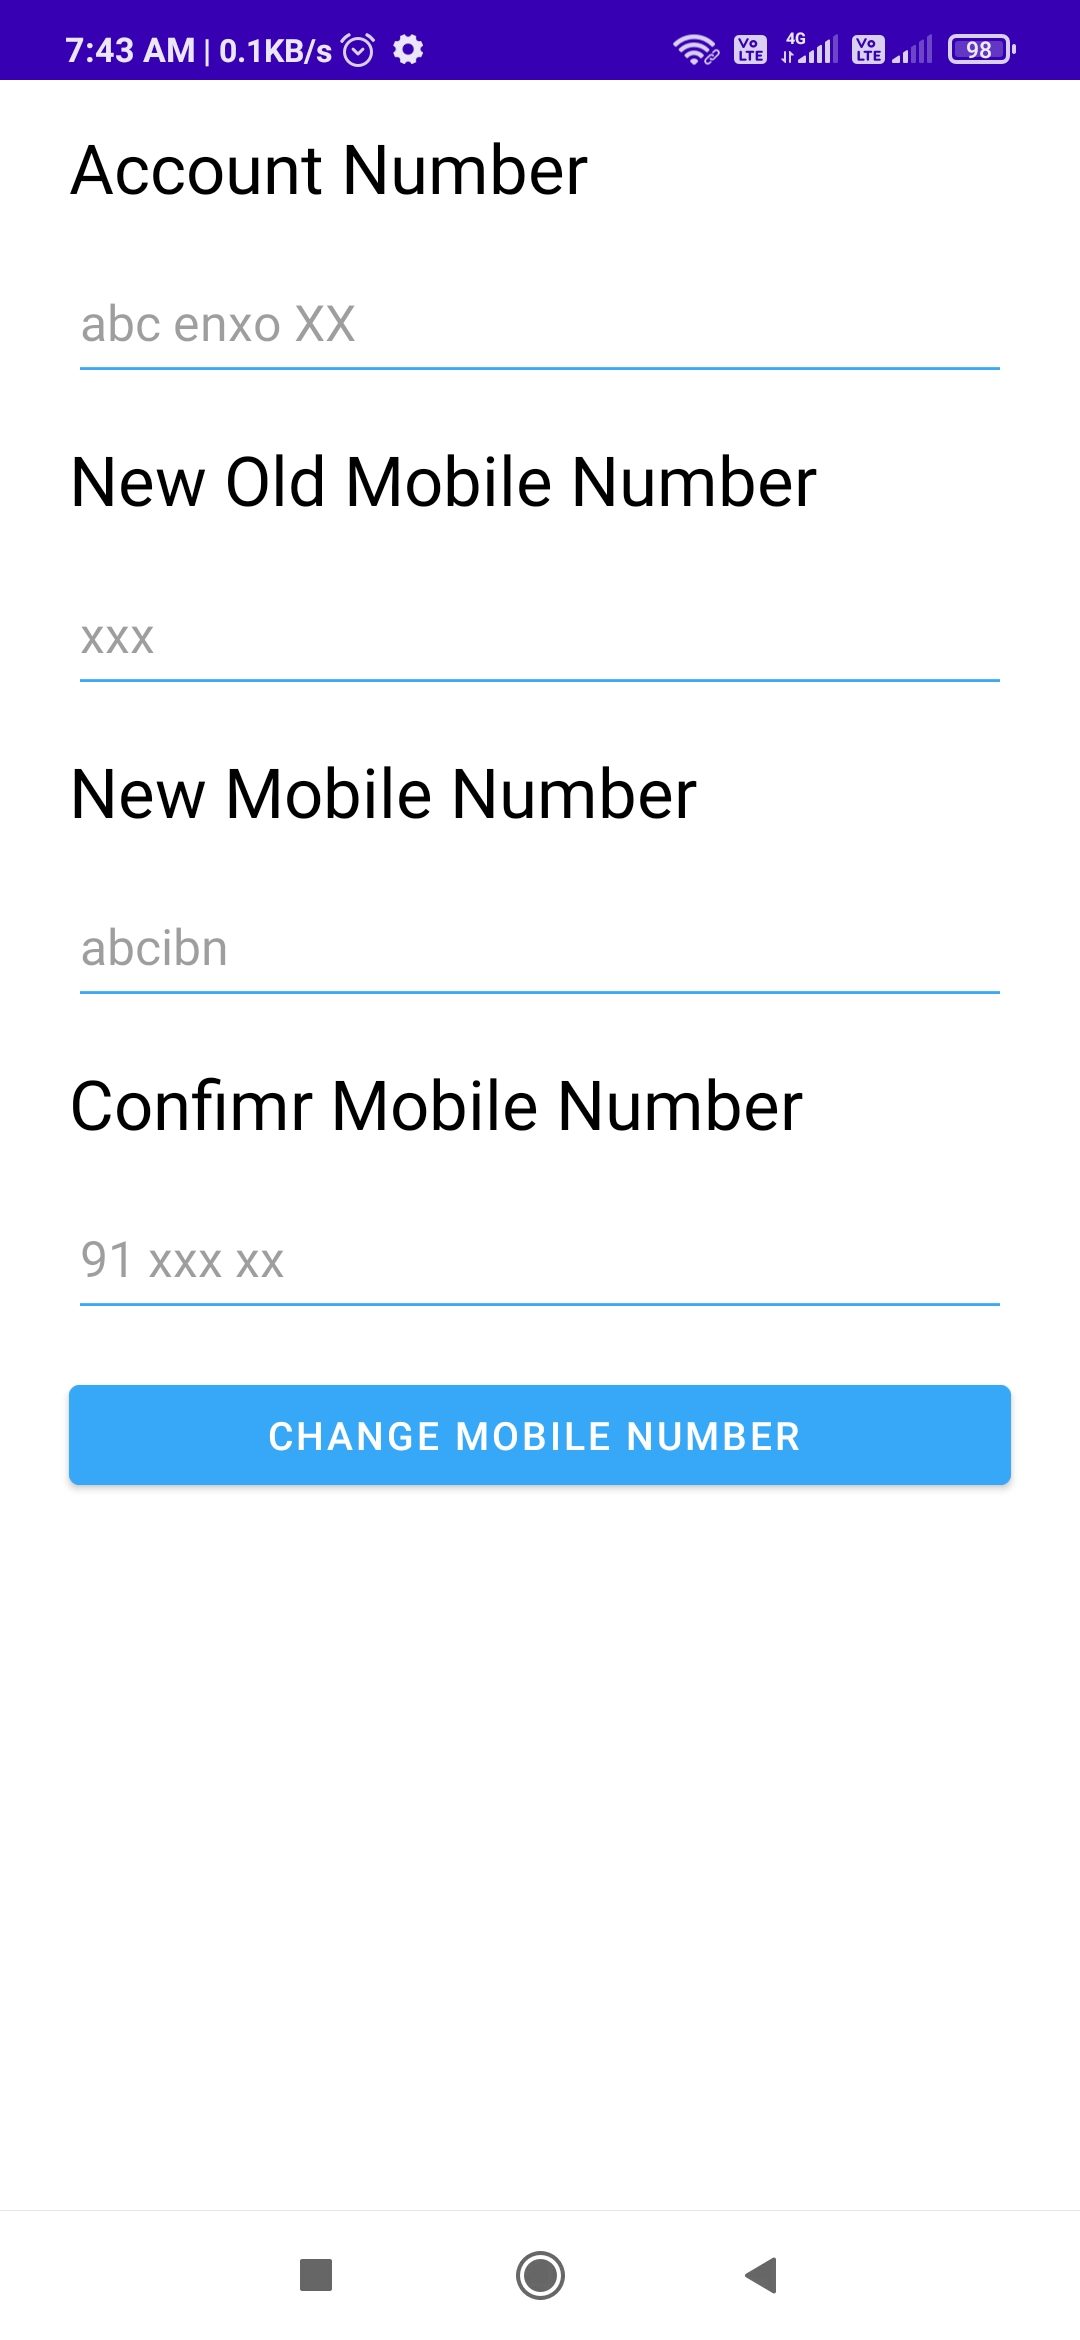 7:43 AM | 0.1KB/s Vo LTE 4G Vo LTE 98
Account Number
abc enxo XX
New Old Mobile Number
xxx
New Mobile Number
abcibn
Confimr Mobile Number
91 xxx xx
CHANGE MOBILE NUMBER